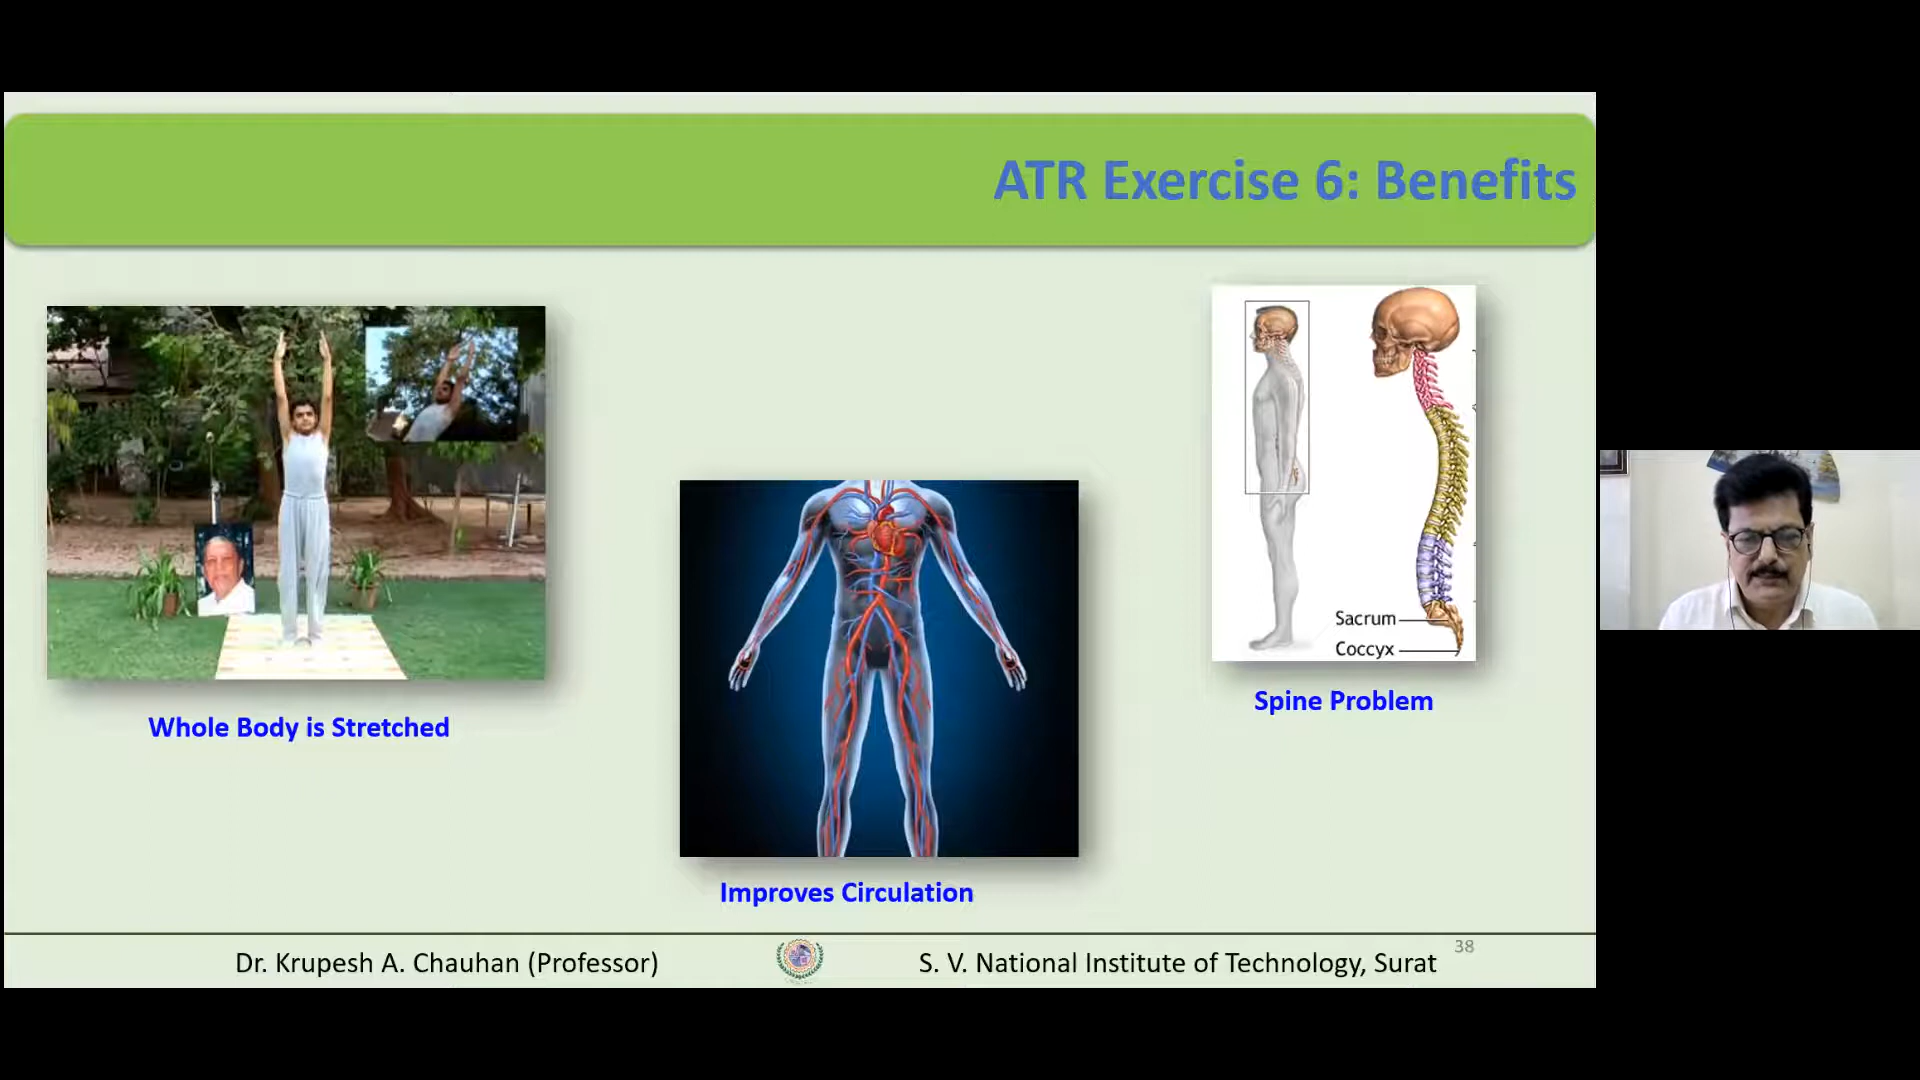 ATR Exercise 6: Benefits
Sacrum
Coccyx
Whole Body is Stretched
Spine Problem
Improves Circulation
Dr. Krupesh A. Chauhan (Professor)
S. V. National Institute of Technology, Surat
38